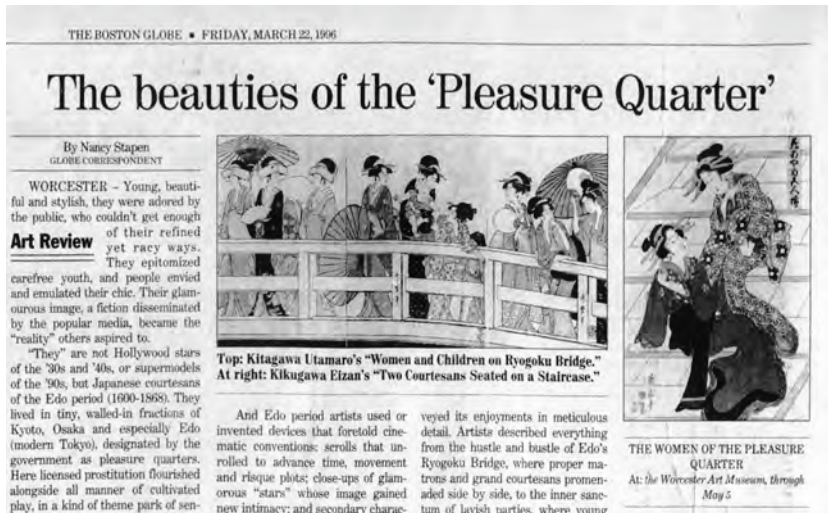 THE BOSTON GLOBE • FRIDAY, MARCH 22, 1996
The beauties of the ‘Pleasure Quarter’
By Nancy Stapen
GLOBE CORRESPONDENT
WORCESTER – Young, beauti-
ful and stylish, they were adored by
the public, who couldn't get enough
Art Review
of their refined
yet racy ways.
They epitomized
carefree youth, and people envied
and emulated their chic. Their glam-
ourous image, a fiction disseminated
by the popular media, became the
“reality” others aspired to.
“They” are not Hollywood stars
of the '30s and '40s, or supermodels
of the '90s, but Japanese courtesans
of the Edo period (1600-1868). They
lived in tiny, walled-in fractions of
Kyoto, Osaka and especially Edo
(modern Tokyo), designated by the
government as pleasure quarters.
Here licensed prostitution flourished
alongside all manner of cultivated
play, in a kind of theme park of sen-
Top: Kitagawa Utamaro's “Women and Children on Ryogoku Bridge.”
At right: Kikugawa Eizan's “Two Courtesans Seated on a Staircase.”
And Edo period artists used or
invented devices that foretold cine-
matic conventions: scrolls that un-
rolled to advance time, movement
and risque plots; close-ups of glam-
orous “stars” whose image gained
new intimacy; and secondary charac-
veyed its enjoyments in meticulous
detail. Artists described everything
from the hustle and bustle of Edo's
Ryogoku Bridge, where proper ma-
trons and grand courtesans promen-
aded side by side, to the inner sanc-
tum of lavish parties, where young
THE WOMEN OF THE PLEASURE
QUARTER
At: the Worcester Art Museum, through
May 5